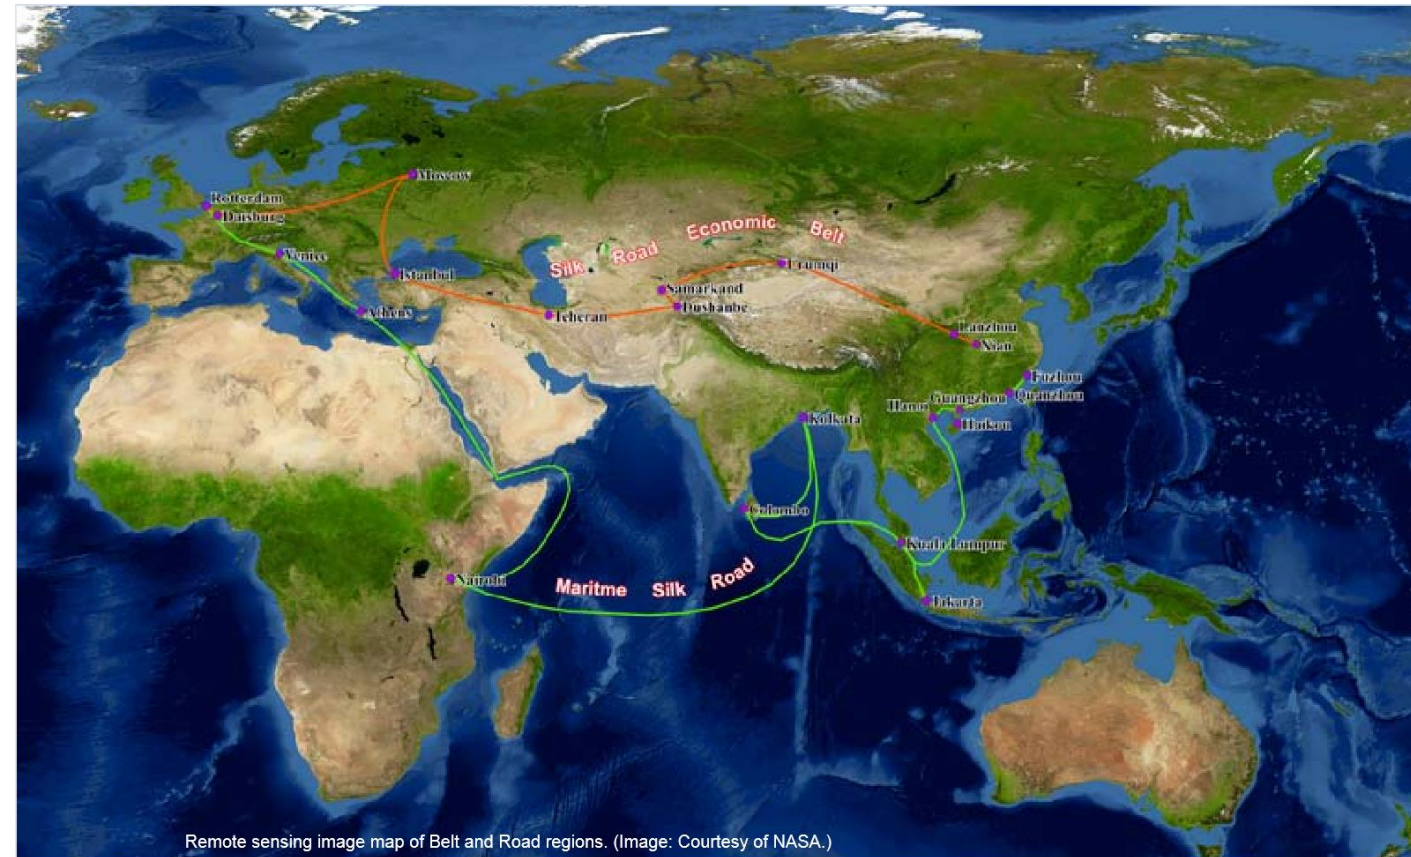 Moscow
Rotterdam
Duisburg
Silk Road Economic Belt
Venice
Istanbul
Urumqi
Samarkand
Dushanbe
Teheran
Athens
Lanzhou
Xian
Fuzhou
Quanzhou
Guangzhou
Hanoi
Haikou
Kolkata
Colombo
Kuala Lumpur
Nairobi
Maritme Silk Road
Jakarta
Remote sensing image map of Belt and Road regions. (Image: Courtesy of NASA.)